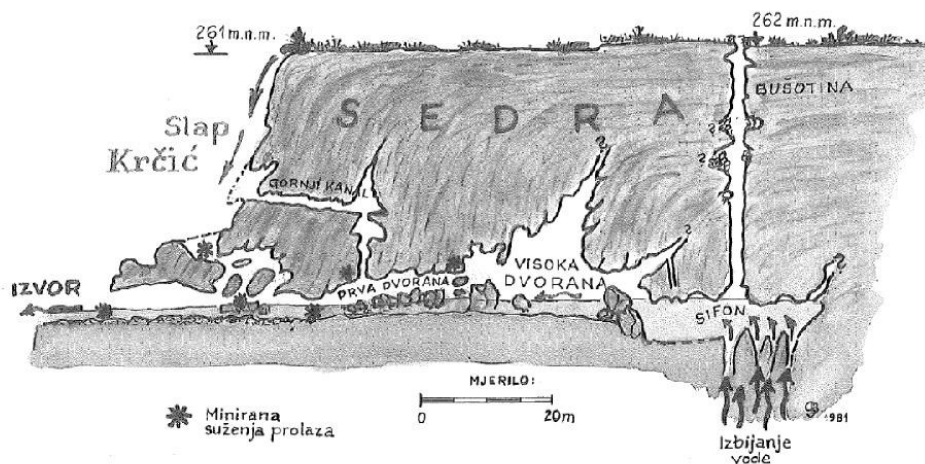 261 m.n.m.
262 m.n.m.
BUŠOTINA
SEDRA
Slap
Krčić
GORNJI KANAL
IZVOR
PRVA DVORANA
VISOKA
DVORANA
SIFON
MJERILO:
0 20m
Minirana
suženja prolaza
1981
Izbijanje
vode